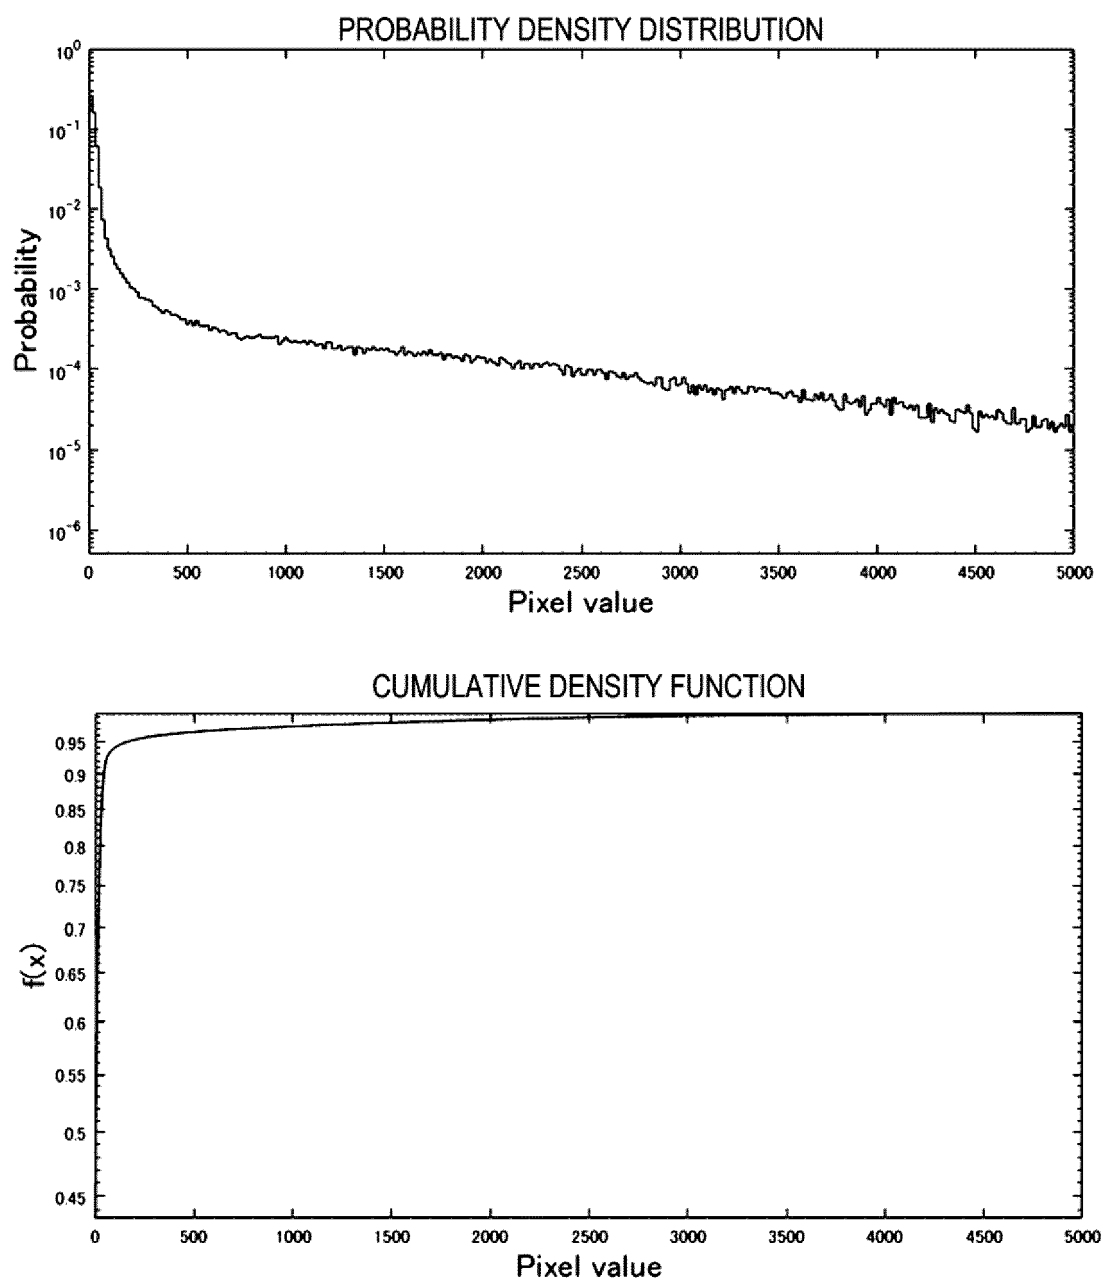 PROBABILITY DENSITY DISTRIBUTION
10^0
10^-1
10^-2
10^-3
10^-4
10^-5
10^-6
Probability
0 500 1000 1500 2000 2500 3000 3500 4000 4500 5000
Pixel value
CUMULATIVE DENSITY FUNCTION
0.95
0.9
0.85
0.8
0.75
0.7
0.65
0.6
0.55
0.5
0.45
f(x)
0 500 1000 1500 2000 2500 3000 3500 4000 4500 5000
Pixel value